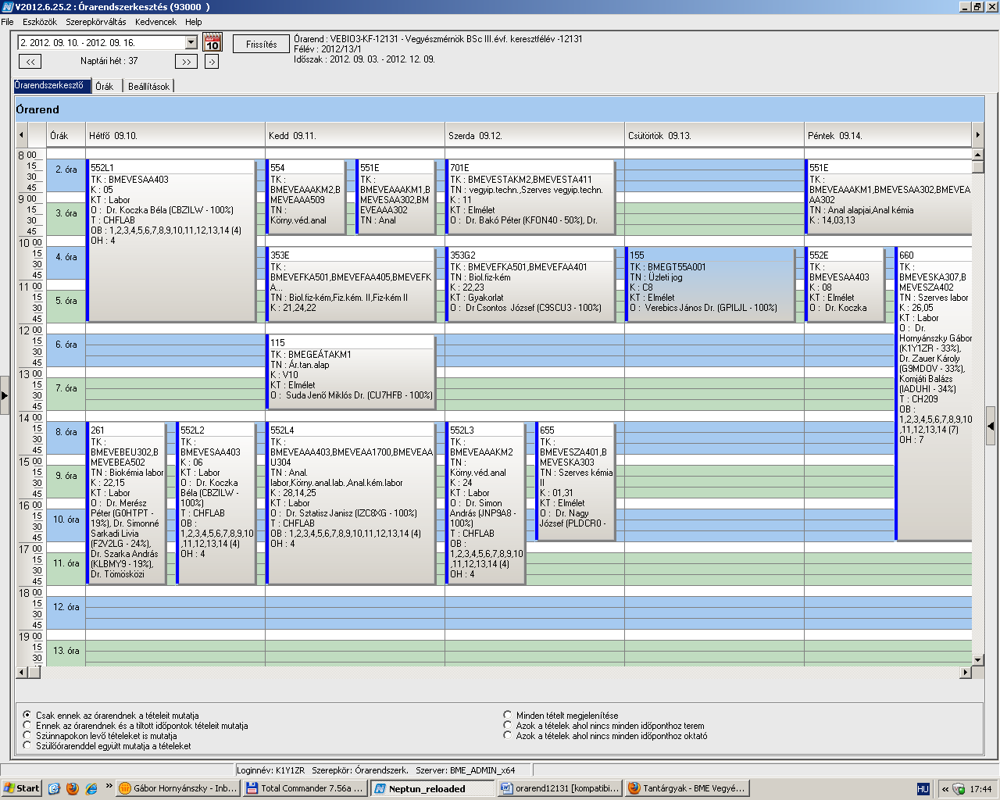 V2012.6.25.2 : Órarendszerkesztés (93000 )
File Eszközök Szerepkörváltás Kedvencek Help
2. 2012. 09. 10. - 2012. 09. 16.
10
Frissítés
Órarend : VEBIO3-KF-12131 - Vegyészmérnök BSc III.évf. keresztfélév -12131
Félév : 2012/13/1
Időszak : 2012. 09. 03. - 2012. 12. 09.
<< Naptári hét : 37 >> ->
Órarendszerkesztő Órák Beállítások
Órarend
Órák Hétfő 09.10. Kedd 09.11. Szerda 09.12. Csütörtök 09.13. Péntek 09.14.
8 00
15
30
45
9 00
15
30
45
10 00
15
30
45
11 00
15
30
45
12 00
15
30
45
13 00
15
30
45
14 00
15
30
45
15 00
15
30
45
16 00
15
30
45
17 00
15
30
45
18 00
15
30
45
19 00
15
30
2. óra
3. óra
4. óra
5. óra
6. óra
7. óra
8. óra
9. óra
10. óra
11. óra
12. óra
13. óra
552L1
TK : BMEVESAA403
K : 05
KT : Labor
O : Dr. Koczka Béla (CBZILW - 100%)
T : CHFLAB
OB : 1,2,3,4,5,6,7,8,9,10,11,12,13,14 (4)
OH : 4
261
TK :
BMEVEBEU302,B
MEVEBEA502
TN : Biokémia labor
K : 22,15
KT : Labor
O : Dr. Merész
Péter (G0HTPT -
19%), Dr. Simonné
Sarkadi Livia
(F2V2LG - 24%),
Dr. Szarka András
(KLBMY9 - 19%),
Dr. Tömösközi
552L2
TK :
BMEVESAA403
K : 06
KT : Labor
O : Dr. Koczka
Béla (CBZILW -
100%)
T : CHFLAB
OB :
1,2,3,4,5,6,7,8,9,10
,11,12,13,14 (4)
OH : 4
554
TK :
BMEVEAAAKM2,B
MEVEAAA509
TN :
Körny.véd.anal
551E
TK :
BMEVEAAAKM1,B
MEVESAA302,BM
EVEAAA302
TN : Anal
353E
TK :
BMEVEFKA501,BMEVEFAA405,BMEVEFK
A...
TN : Biol.fiz-kém,Fiz.kém. II,Fiz-kém II
K : 21,24,22
115
TK : BMEGEÁTAKM1
TN : Ár.tan.alap
K : V10
KT : Elmélet
O : Suda Jenő Miklós Dr. (CU7HFB - 100%)
552L4
TK :
BMEVEAAA403,BMEVEAA1700,BMEVEAA
U304
TN : Anal.
labor,Körny.anal.lab.,Anal.kém.labor
K : 28,14,25
KT : Labor
O : Dr. Sztatisz Janisz (IZC8XG - 100%)
T : CHFLAB
OB : 1,2,3,4,5,6,7,8,9,10,11,12,13,14 (4)
OH : 4
701E
TK : BMEVESTAKM2,BMEVESTA411
TN : vegyip.techn.,Szerves vegyip.techn.
K : 11
KT : Elmélet
O : Dr. Bakó Péter (KFON40 - 50%), Dr.
353G2
TK : BMEVEFKA501,BMEVEFAA401
TN : Biol.fiz-kém
K : 22,23
KT : Gyakorlat
O : Dr Csontos József (C9SCU3 - 100%)
552L3
TK :
BMEVEAAAKM2
TN :
Körny.véd.anal
K : 24
KT : Labor
O : Dr. Simon
András (JNP9A8 -
100%)
T : CHFLAB
OB :
1,2,3,4,5,6,7,8,9,10
,11,12,13,14 (4)
OH : 4
655
TK :
BMEVESZA401,B
MEVESKA303
TN : Szerves kémia
II
K : 01,31
KT : Elmélet
O : Dr. Nagy
József (PLDCR0 -
155
TK : BMEGT55A001
TN : Üzleti jog
K : C8
KT : Elmélet
O : Verebics János Dr. (GPILJL - 100%)
551E
TK :
BMEVEAAAKM1,BMEVESAA302,BMEVEA
AA302
TN : Anal alapjai,Anal kémia
K : 14,03,13
552E
TK :
BMEVESAA403
K : 08
KT : Elmélet
O : Dr. Koczka
660
TK :
BMEVESKA307,B
MEVESZA402
TN : Szerves labor
K : 26,05
KT : Labor
O : Dr.
Hornyánszky Gábor
(K1Y1ZR - 33%),
Dr. Zauer Károly
(G9MDOV - 33%),
Komjáti Balázs
(IADUHI - 34%)
T : CH209
OB :
1,2,3,4,5,6,7,8,9,10
,11,12,13,14 (7)
OH : 7
Csak ennek az órarendnek a tételeit mutatja
Ennek az órarendnek és a tiltott időpontok tételeit mutatja
Szünnapokon levő tételeket is mutatja
Szülőórarenddel együtt mutatja a tételeket
Minden tételt megjelenítése
Azok a tételek ahol nincs minden időponthoz terem
Azok a tételek ahol nincs minden időponthoz oktató
Loginnév: K1Y1ZR Szerepkör: Órarendszerk. Szerver: BME_ADMIN_x64
Start » Gábor Hornyánszky - Inb... Total Commander 7.56a ... Neptun_reloaded orarend12131 [kompatibi... Tantárgyak - BME Vegyé... HU « 17:44